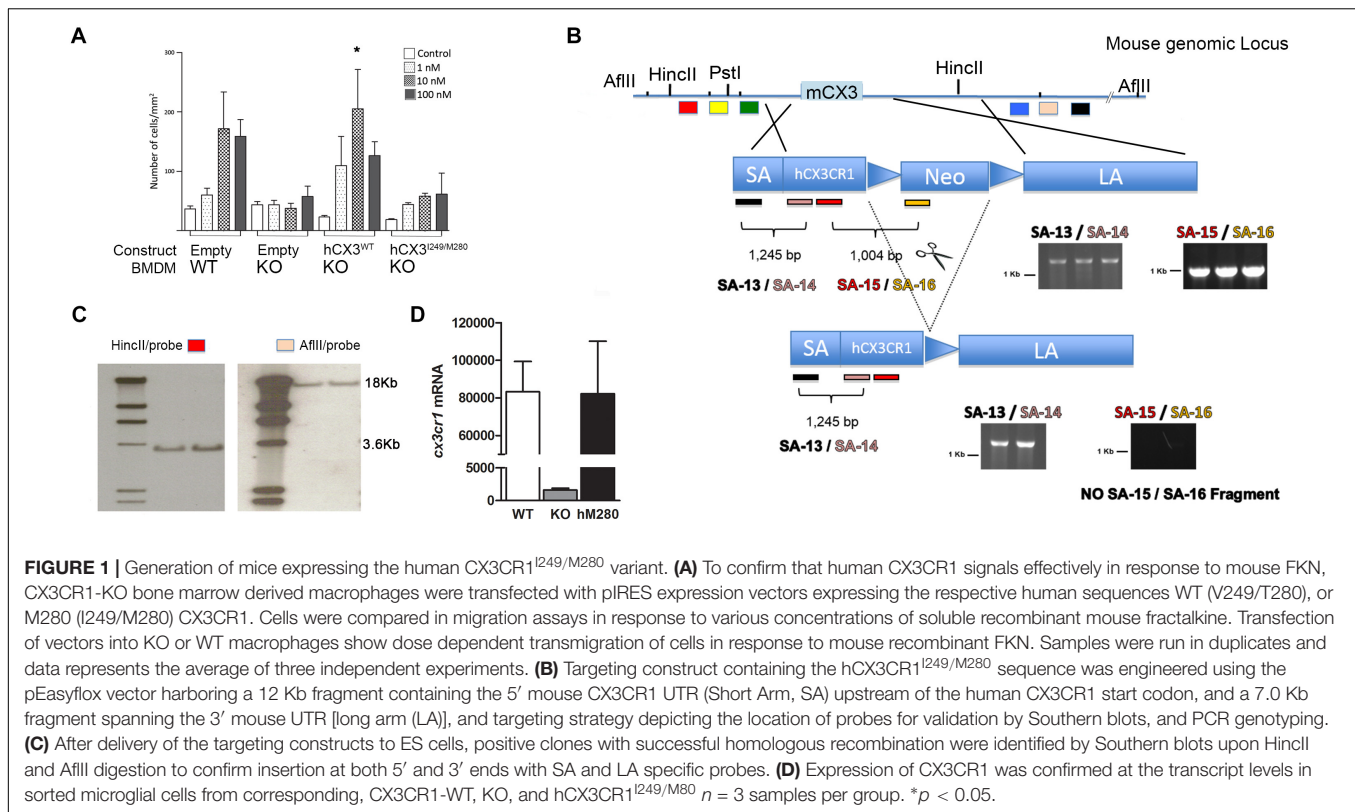 A
*
Control
1 nM
10 nM
100 nM
Number of cells/mm²
300
200
100
Construct Empty Empty hCX3^WT hCX3^I249/M280
BMDM WT KO KO KO
B
Mouse genomic Locus
AflII HincII PstI HincII AflII
mCX3
SA hCX3CR1 Neo LA
1,245 bp 1,004 bp
SA-13 / SA-14 SA-15 / SA-16
SA-13 / SA-14 SA-15 / SA-16
1 Kb 1 Kb
SA hCX3CR1 LA
1,245 bp
SA-13 / SA-14
SA-13 / SA-14 SA-15 / SA-16
1 Kb 1 Kb
NO SA-15 / SA-16 Fragment
C
HincII/probe AflII/probe
18Kb
3.6Kb
D
cx3cr1 mRNA
120000
100000
80000
60000
5000
0
WT KO hM280
FIGURE 1 | Generation of mice expressing the human CX3CR1^I249/M280 variant. (A) To confirm that human CX3CR1 signals effectively in response to mouse FKN,
CX3CR1-KO bone marrow derived macrophages were transfected with pIRES expression vectors expressing the respective human sequences WT (V249/T280), or
M280 (I249/M280) CX3CR1. Cells were compared in migration assays in response to various concentrations of soluble recombinant mouse fractalkine. Transfection
of vectors into KO or WT macrophages show dose dependent transmigration of cells in response to mouse recombinant FKN. Samples were run in duplicates and
data represents the average of three independent experiments. (B) Targeting construct containing the hCX3CR1^I249/M280 sequence was engineered using the
pEasyflox vector harboring a 12 Kb fragment containing the 5′ mouse CX3CR1 UTR (Short Arm, SA) upstream of the human CX3CR1 start codon, and a 7.0 Kb
fragment spanning the 3′ mouse UTR [long arm (LA)], and targeting strategy depicting the location of probes for validation by Southern blots, and PCR genotyping.
(C) After delivery of the targeting constructs to ES cells, positive clones with successful homologous recombination were identified by Southern blots upon HincII
and AflII digestion to confirm insertion at both 5′ and 3′ ends with SA and LA specific probes. (D) Expression of CX3CR1 was confirmed at the transcript levels in
sorted microglial cells from corresponding, CX3CR1-WT, KO, and hCX3CR1^I249/M80 n = 3 samples per group. *p < 0.05.